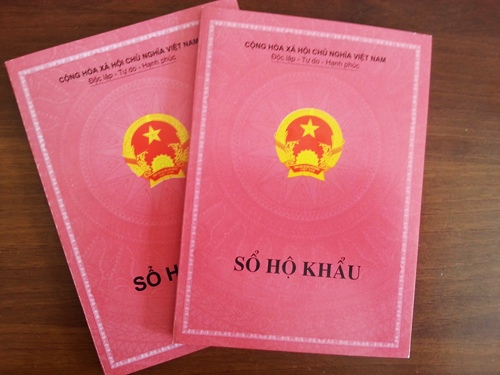 CỘNG HÒA XÃ HỘI CHỦ NGHĨA VIỆT NAM
Độc lập - Tự do - Hạnh phúc
SỔ H
CỘNG HÒA XÃ HỘI CHỦ NGHĨA VIỆT NAM
Độc lập - Tự do - Hạnh phúc
SỔ HỘ KHẨU